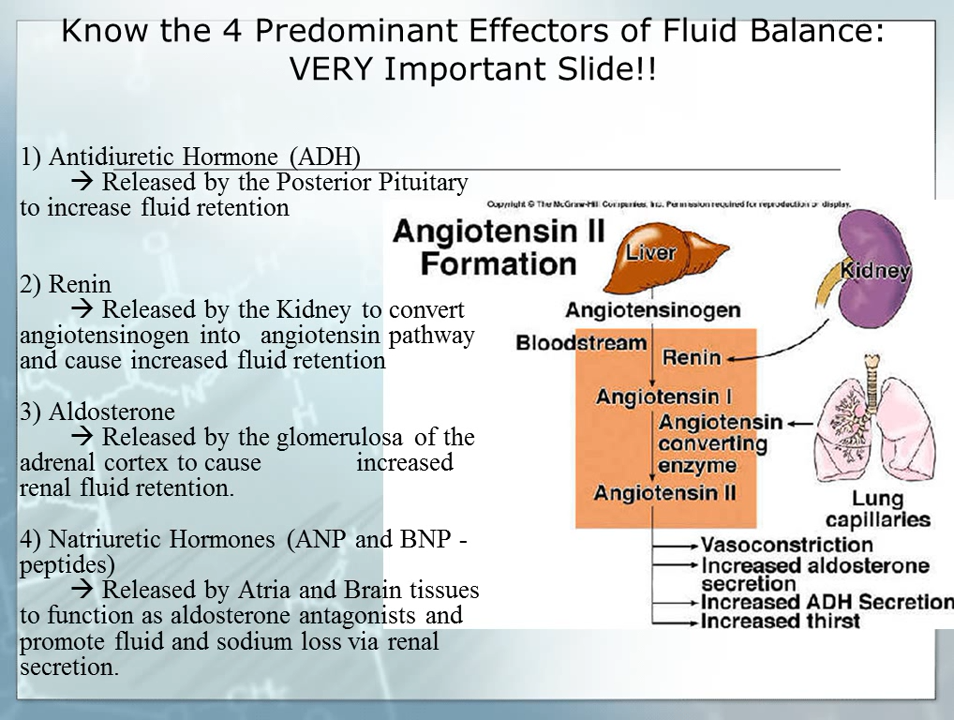 Know the 4 Predominant Effectors of Fluid Balance:
VERY Important Slide!!
1) Antidiuretic Hormone (ADH)
→ Released by the Posterior Pituitary
to increase fluid retention
2) Renin
→ Released by the Kidney to convert
angiotensinogen into angiotensin pathway
and cause increased fluid retention
3) Aldosterone
→ Released by the glomerulosa of the
adrenal cortex to cause increased
renal fluid retention.
4) Natriuretic Hormones (ANP and BNP -
peptides)
→ Released by Atria and Brain tissues
to function as aldosterone antagonists and
promote fluid and sodium loss via renal
secretion.
Copyright © The McGraw-Hill Companies, Inc. Permission required for reproduction or display.
Angiotensin II
Formation
Liver
Kidney
Angiotensinogen
Bloodstream
Renin
Angiotensin I
Angiotensin
converting
enzyme
Angiotensin II
Lung
capillaries
Vasoconstriction
Increased aldosterone
secretion
Increased ADH Secretion
Increased thirst